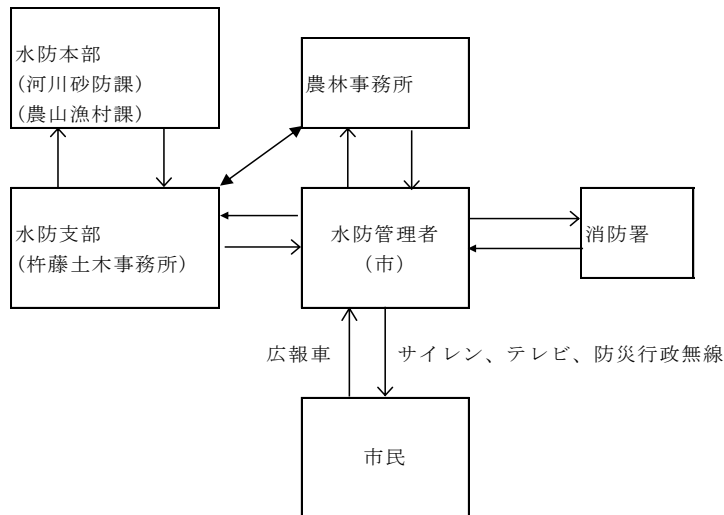 水防本部
(河川砂防課)
(農山漁村課)
農林事務所
水防支部
(杵藤土木事務所)
水防管理者
(市)
消防署
広報車
サイレン、テレビ、防災行政無線
市民